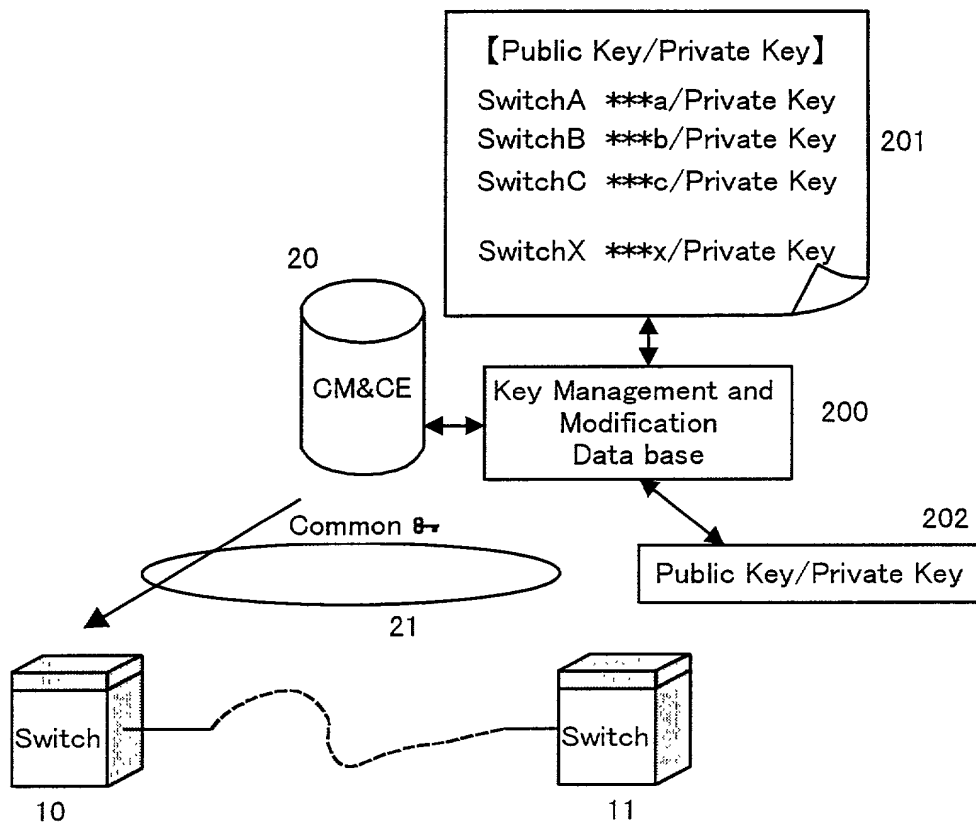 【Public Key/Private Key】
SwitchA ***a/Private Key
SwitchB ***b/Private Key
SwitchC ***c/Private Key
SwitchX ***x/Private Key
201
20
CM&CE
Key Management and
Modification
Data base
200
Common
202
Public Key/Private Key
21
Switch
Switch
10
11